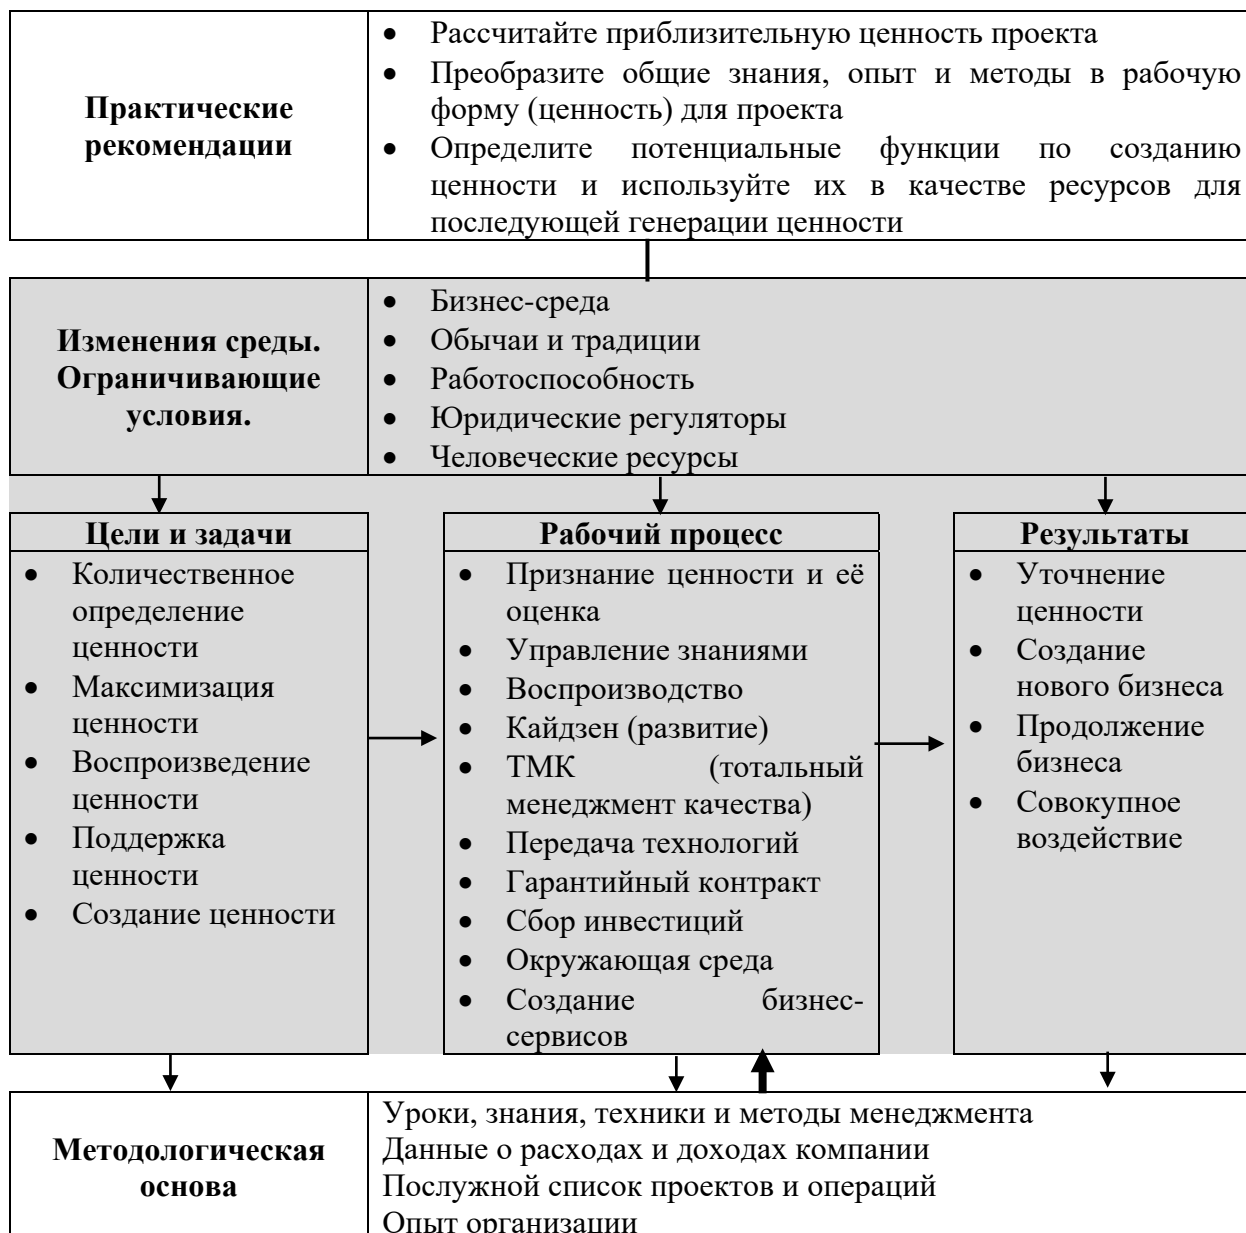 Практические
рекомендации
• Рассчитайте приблизительную ценность проекта
• Преобразите общие знания, опыт и методы в рабочую
форму (ценность) для проекта
• Определите потенциальные функции по созданию
ценности и используйте их в качестве ресурсов для
последующей генерации ценности
Изменения среды.
Ограничивающие
условия.
• Бизнес-среда
• Обычаи и традиции
• Работоспособность
• Юридические регуляторы
• Человеческие ресурсы
Цели и задачи
• Количественное
определение
ценности
• Максимизация
ценности
• Воспроизведение
ценности
• Поддержка
ценности
• Создание ценности
Рабочий процесс
• Признание ценности и её
оценка
• Управление знаниями
• Воспроизводство
• Кайдзен (развитие)
• ТМК (тотальный
менеджмент качества)
• Передача технологий
• Гарантийный контракт
• Сбор инвестиций
• Окружающая среда
• Создание бизнес-
сервисов
Результаты
• Уточнение
ценности
• Создание
нового бизнеса
• Продолжение
бизнеса
• Совокупное
воздействие
Методологическая
основа
Уроки, знания, техники и методы менеджмента
Данные о расходах и доходах компании
Послужной список проектов и операций
Опыт организации